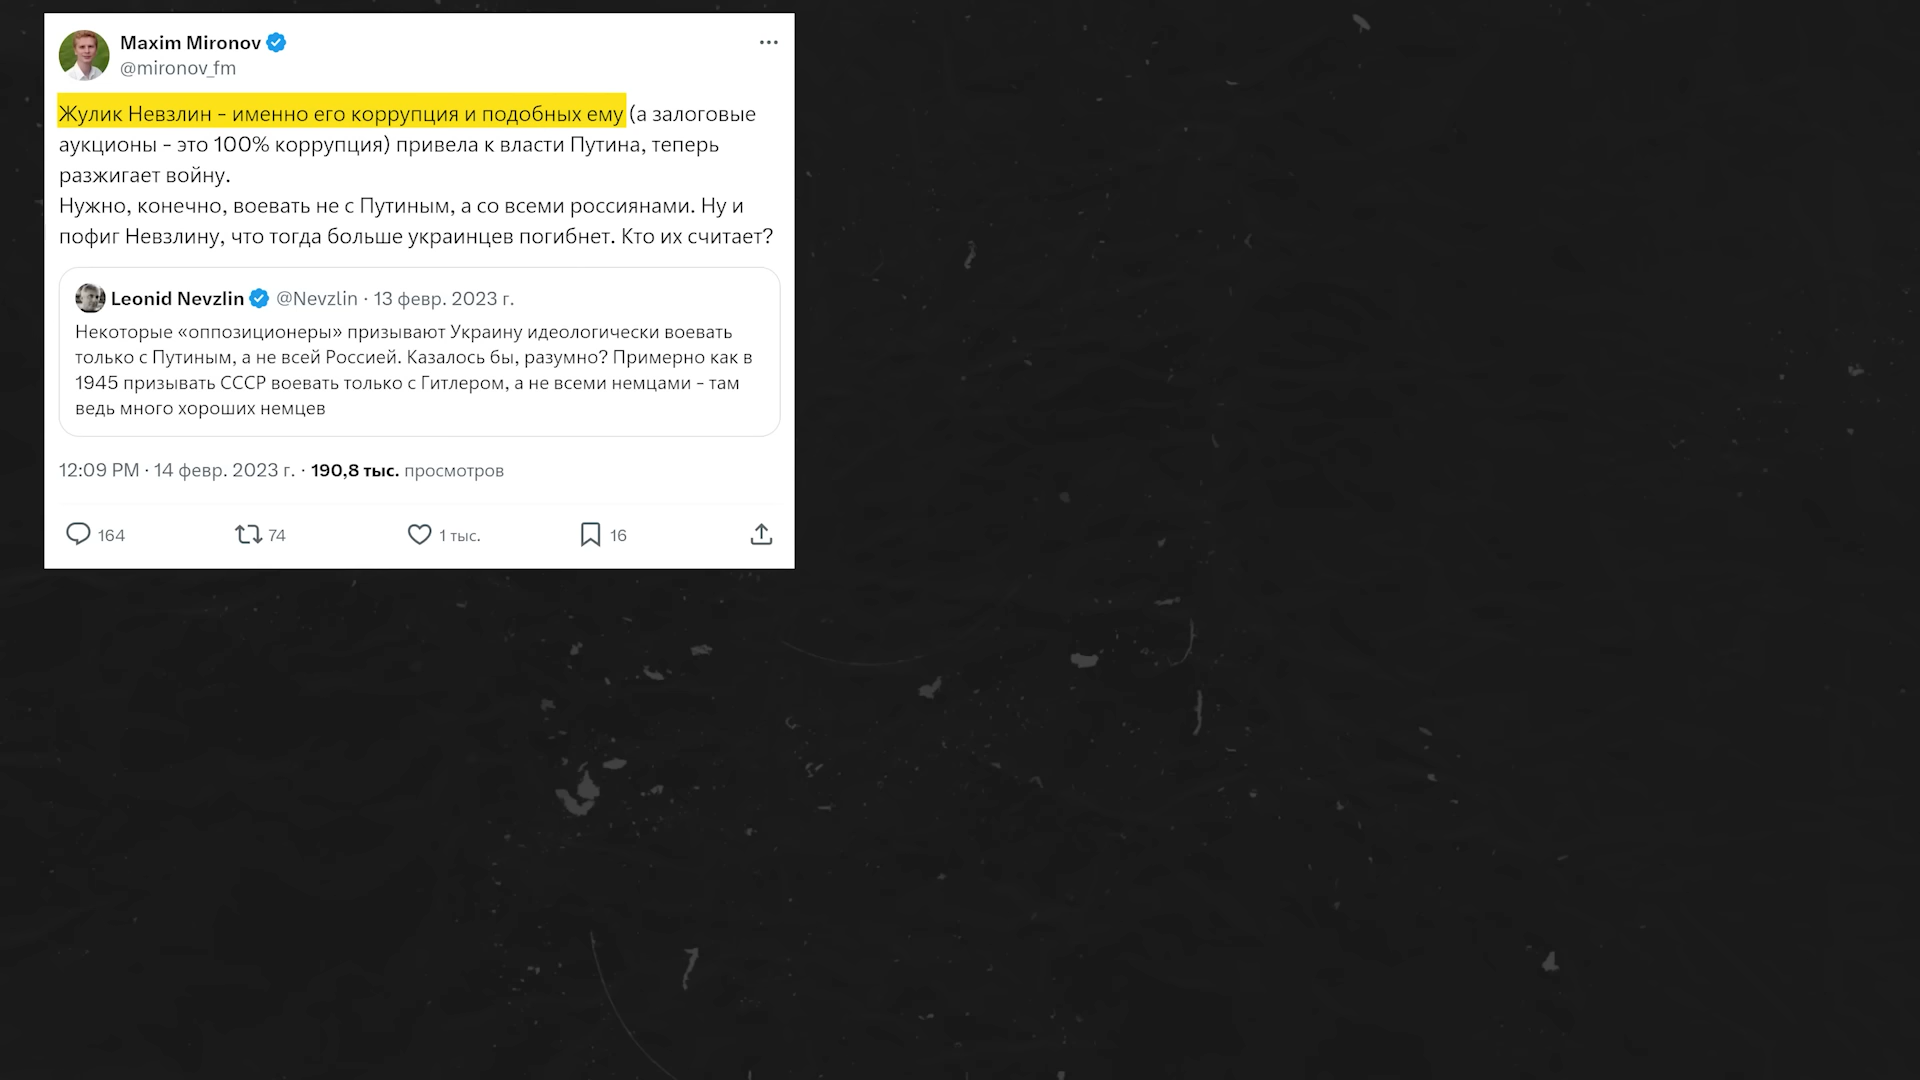 Maxim Mironov
@mironov_fm
Жулик Невзлин - именно его коррупция и подобных ему (а залоговые
аукционы - это 100% коррупция) привела к власти Путина, теперь
разжигает войну.
Нужно, конечно, воевать не с Путиным, а со всеми россиянами. Ну и
пофиг Невзлину, что тогда больше украинцев погибнет. Кто их считает?
Leonid Nevzlin @Nevzlin · 13 февр. 2023 г.
Некоторые «оппозиционеры» призывают Украину идеологически воевать
только с Путиным, а не всей Россией. Казалось бы, разумно? Примерно как в
1945 призывать СССР воевать только с Гитлером, а не всеми немцами - там
ведь много хороших немцев
12:09 PM · 14 февр. 2023 г. · 190,8 тыс. просмотров
164 74 1 тыс. 16